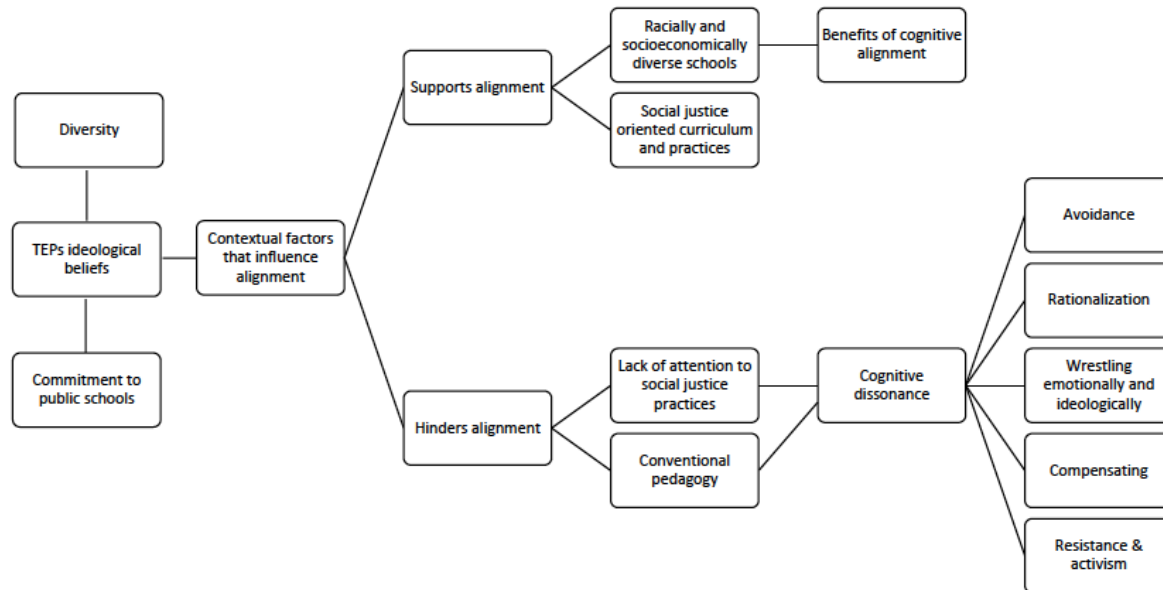 Diversity
TEPs ideological
beliefs
Commitment to
public schools
Contextual factors
that influence
alignment
Supports alignment
Racially and
socioeconomically
diverse schools
Benefits of cognitive
alignment
Social justice
oriented curriculum
and practices
Hinders alignment
Lack of attention to
social justice
practices
Conventional
pedagogy
Cognitive
dissonance
Avoidance
Rationalization
Wrestling
emotionally and
ideologically
Compensating
Resistance &
activism